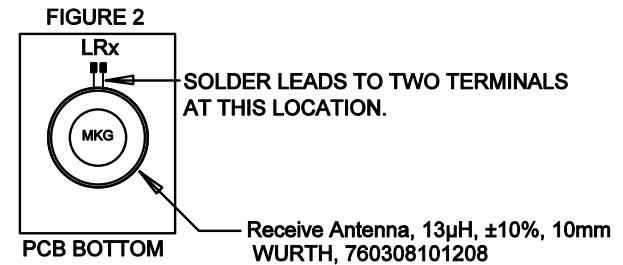 FIGURE 2
LRx
SOLDER LEADS TO TWO TERMINALS
AT THIS LOCATION.
MKG
Receive Antenna, 13µH, ±10%, 10mm
WURTH, 760308101208
PCB BOTTOM